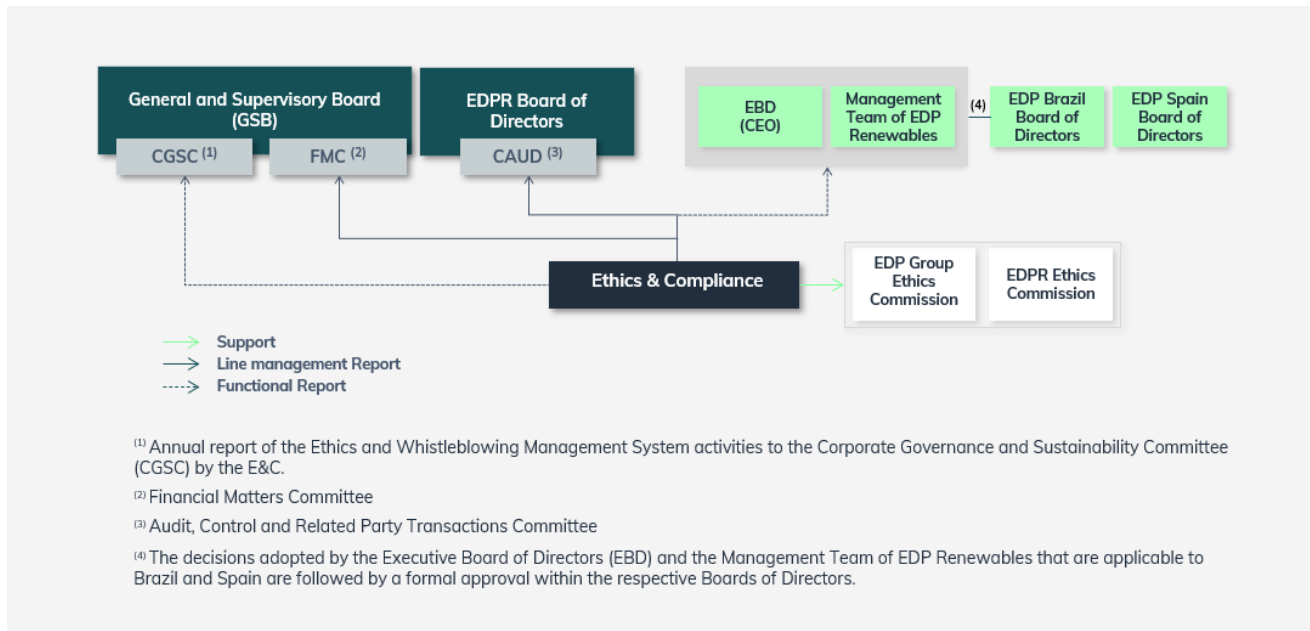 General and Supervisory Board
(GSB)
CGSC (1)
FMC (2)
EDPR Board of
Directors
CAUD (3)
EBD
(CEO)
Management
Team of EDP
Renewables
(4)
EDP Brazil
Board of
Directors
EDP Spain
Board of
Directors
Ethics & Compliance
EDP Group
Ethics
Commission
EDPR Ethics
Commission
Support
Line management Report
Functional Report
(1) Annual report of the Ethics and Whistleblowing Management System activities to the Corporate Governance and Sustainability Committee
(CGSC) by the E&C.
(2) Financial Matters Committee
(3) Audit, Control and Related Party Transactions Committee
(4) The decisions adopted by the Executive Board of Directors (EBD) and the Management Team of EDP Renewables that are applicable to
Brazil and Spain are followed by a formal approval within the respective Boards of Directors.